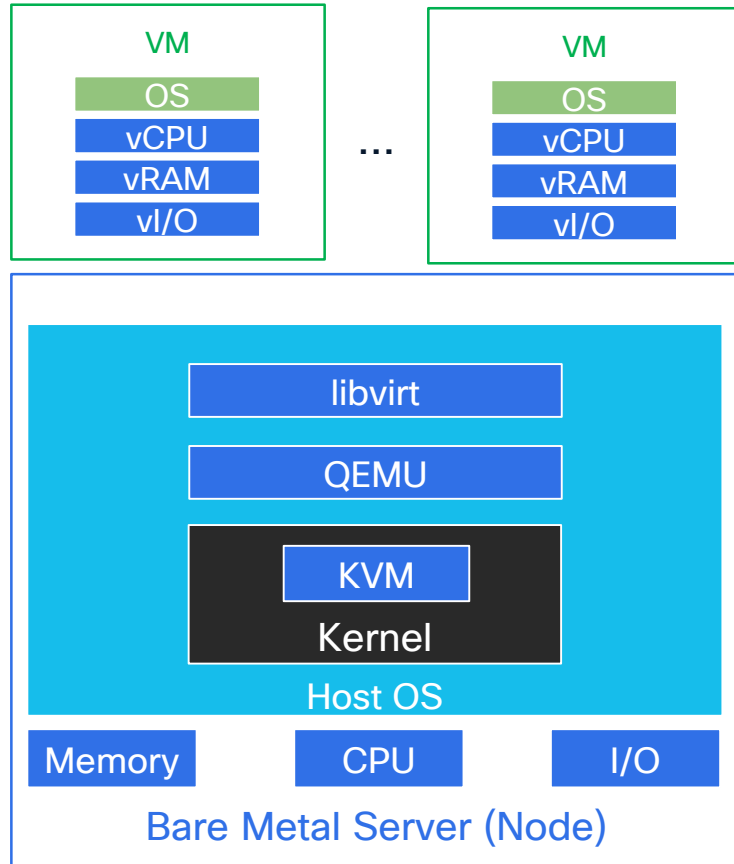 VM
OS
vCPU
vRAM
vI/O
...
VM
OS
vCPU
vRAM
vI/O
libvirt
QEMU
KVM
Kernel
Host OS
Memory
CPU
I/O
Bare Metal Server (Node)